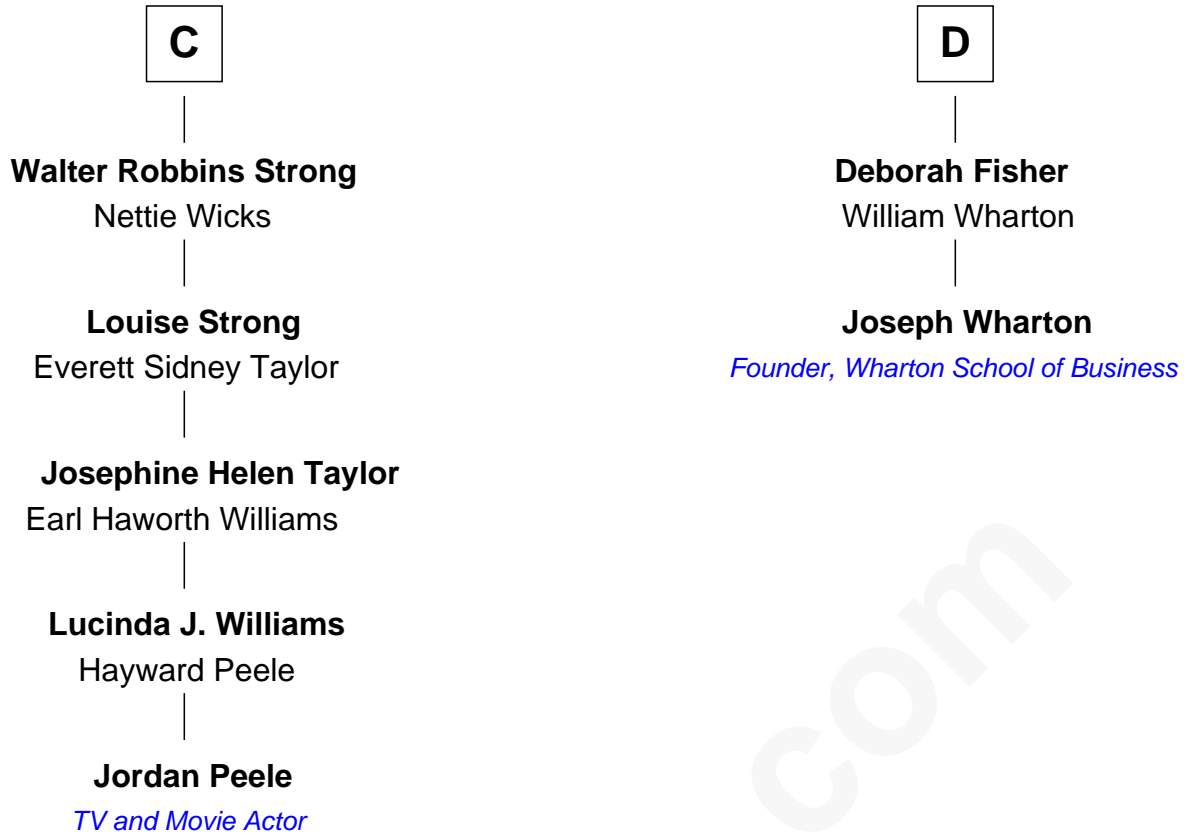 C
Walter Robbins Strong
Nettie Wicks
Louise Strong
Everett Sidney Taylor
Josephine Helen Taylor
Earl Haworth Williams
Lucinda J. Williams
Hayward Peele
Jordan Peele
TV and Movie Actor
D
Deborah Fisher
William Wharton
Joseph Wharton
Founder, Wharton School of Business
com